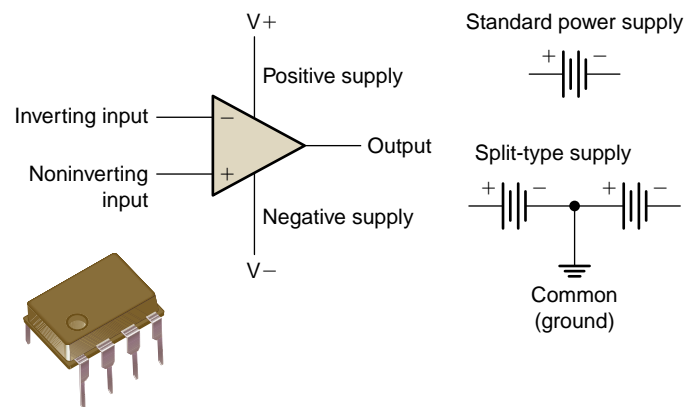 V+
Positive supply
Inverting input
−
Output
Noninverting
input
+
Negative supply
V−
Standard power supply
+ −
Split-type supply
+ − + −
Common
(ground)